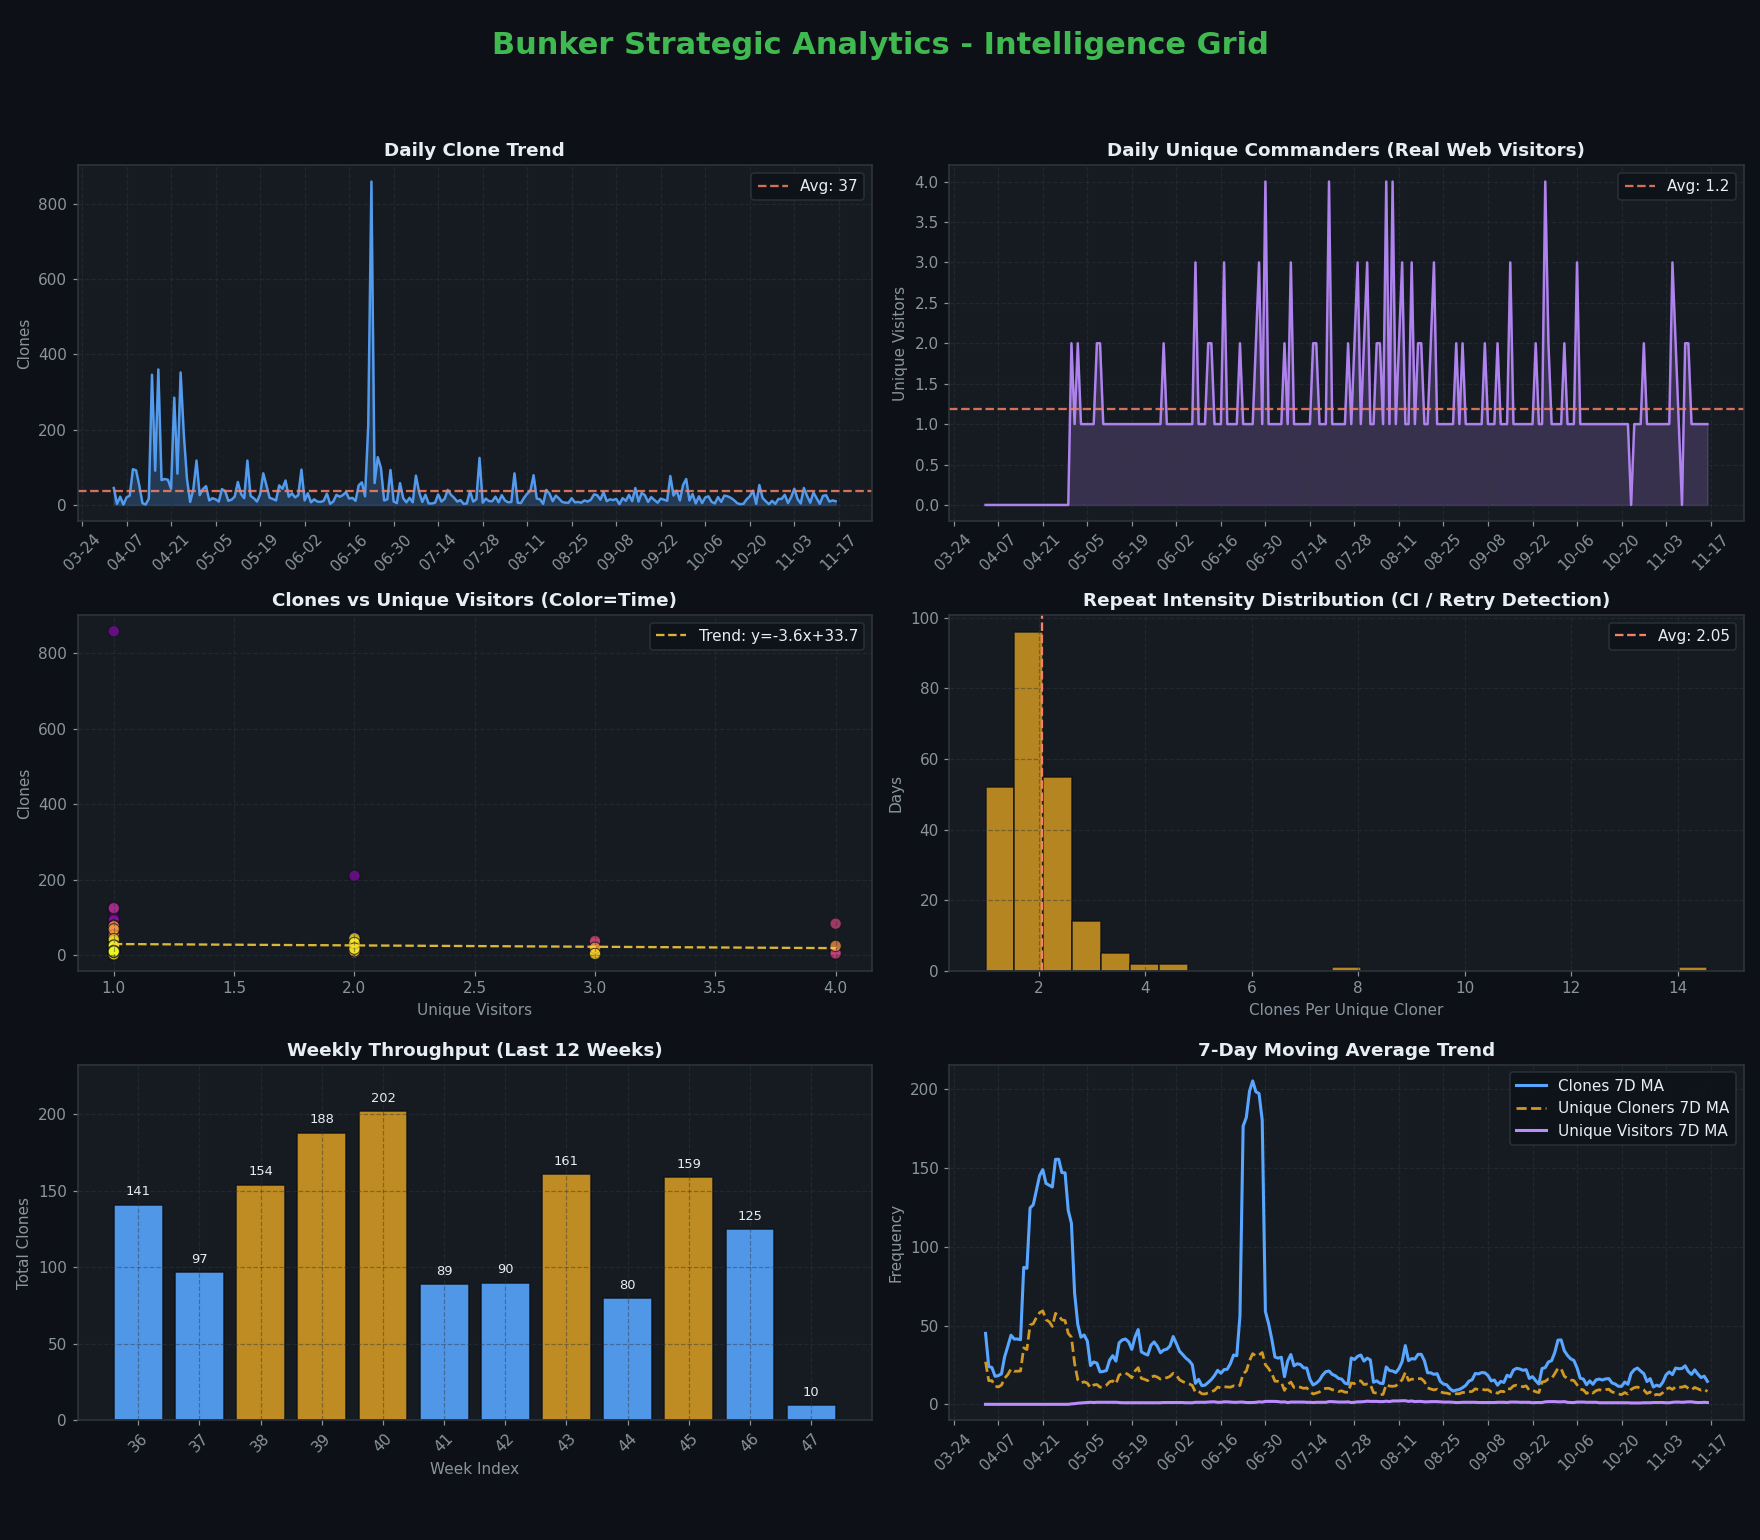 Bunker Strategic Analytics - Intelligence Grid
Daily Clone Trend
Avg: 37
Clones
800
600
400
200
0
03-24 04-07 04-21 05-05 05-19 06-02 06-16 06-30 07-14 07-28 08-11 08-25 09-08 09-22 10-06 10-20 11-03 11-17
Daily Unique Commanders (Real Web Visitors)
Avg: 1.2
Unique Visitors
4.0
3.5
3.0
2.5
2.0
1.5
1.0
0.5
0.0
03-24 04-07 04-21 05-05 05-19 06-02 06-16 06-30 07-14 07-28 08-11 08-25 09-08 09-22 10-06 10-20 11-03 11-17
Clones vs Unique Visitors (Color=Time)
Trend: y=-3.6x+33.7
Clones
800
600
400
200
0
1.0 1.5 2.0 2.5 3.0 3.5 4.0
Unique Visitors
Repeat Intensity Distribution (CI / Retry Detection)
Avg: 2.05
Days
100
80
60
40
20
0
2 4 6 8 10 12 14
Clones Per Unique Cloner
Weekly Throughput (Last 12 Weeks)
Total Clones
200
150
100
50
0
141 97 154 188 202 89 90 161 80 159 125 10
36 37 38 39 40 41 42 43 44 45 46 47
Week Index
7-Day Moving Average Trend
Clones 7D MA
Unique Cloners 7D MA
Unique Visitors 7D MA
Frequency
200
150
100
50
0
03-24 04-07 04-21 05-05 05-19 06-02 06-16 06-30 07-14 07-28 08-11 08-25 09-08 09-22 10-06 10-20 11-03 11-17